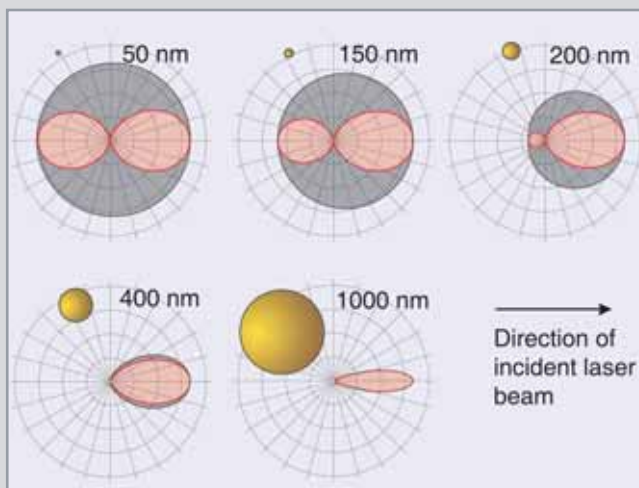 50 nm
150 nm
200 nm
400 nm
1000 nm
Direction of
incident laser
beam